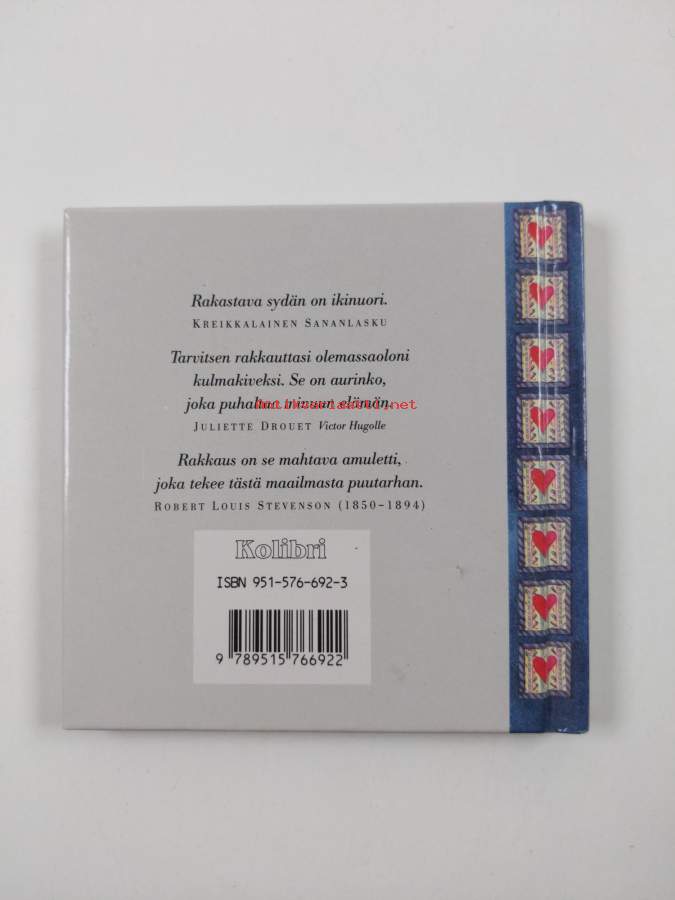 Rakastava sydän on ikinuori.
KREIKKALAINEN SANANLASKU
Tarvitsen rakkauttasi olemassaoloni
kulmakiveksi. Se on aurinko,
joka puhaltaa minuun elämän.
JULIETTE DROUET Victor Hugolle
Rakkaus on se mahtava amuletti,
joka tekee tästä maailmasta puutarhan.
ROBERT LOUIS STEVENSON (1850–1894)
Kolibri
ISBN 951-576-692-3
9 789515 766922